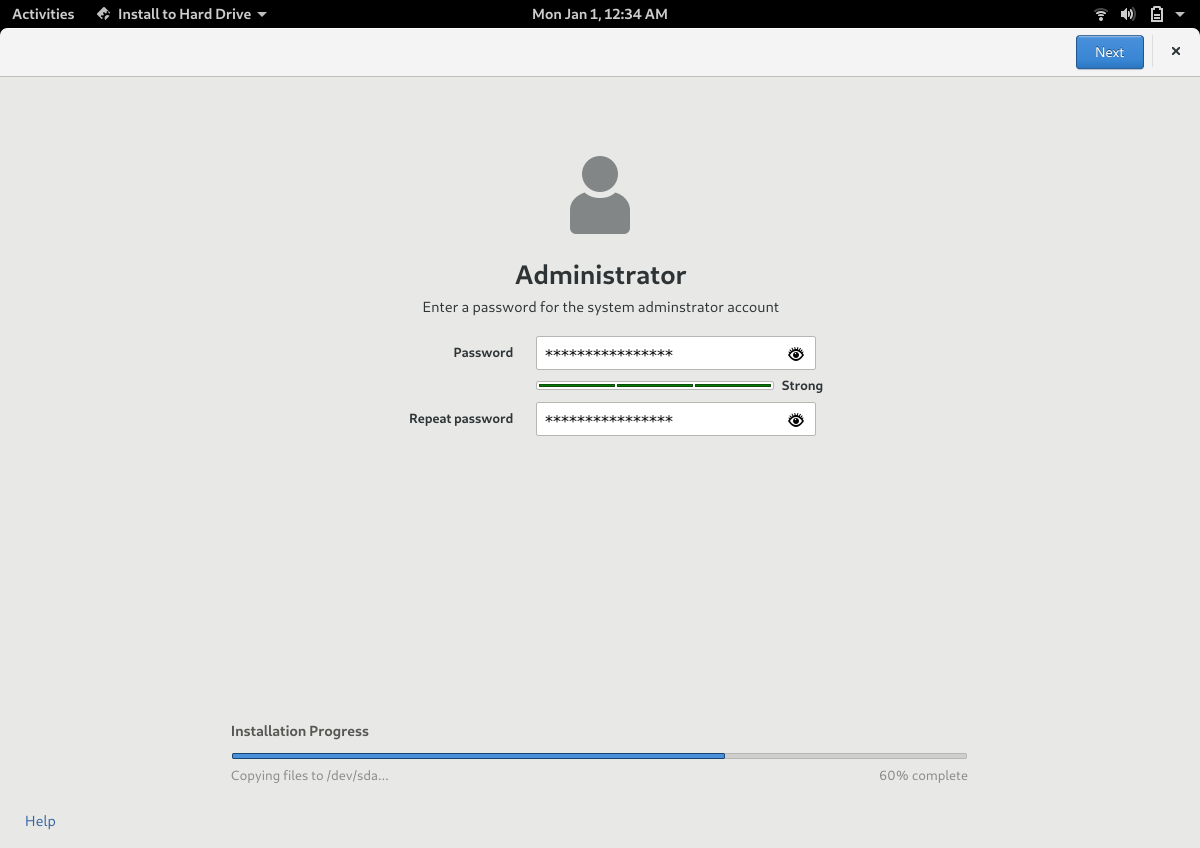 Activities Install to Hard Drive Mon Jan 1, 12:34 AM
Next
Administrator
Enter a password for the system adminstrator account
Password ****************
Strong
Repeat password ****************
Installation Progress
Copying files to /dev/sda... 60% complete
Help